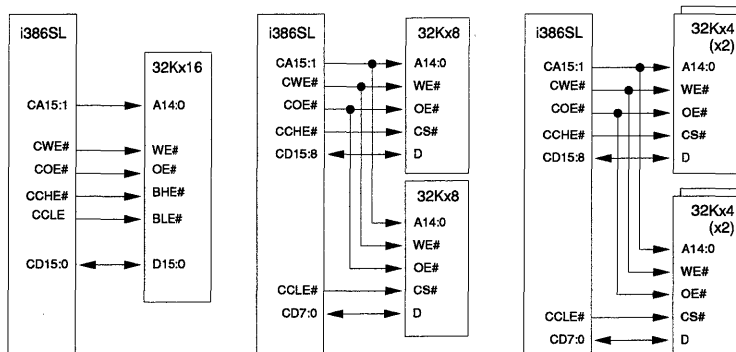 i386SL
32Kx16
CA15:1
A14:0
CWE#
WE#
COE#
OE#
CCHE#
BHE#
CCLE
BLE#
CD15:0
D15:0
i386SL
32Kx8
CA15:1
A14:0
CWE#
WE#
COE#
OE#
CCHE#
CS#
CD15:8
D
32Kx8
A14:0
WE#
OE#
CCLE#
CS#
CD7:0
D
i386SL
32Kx4
(x2)
CA15:1
A14:0
CWE#
WE#
COE#
OE#
CCHE#
CS#
CD15:8
D
32Kx4
(x2)
A14:0
WE#
OE#
CCLE#
CS#
CD7:0
D